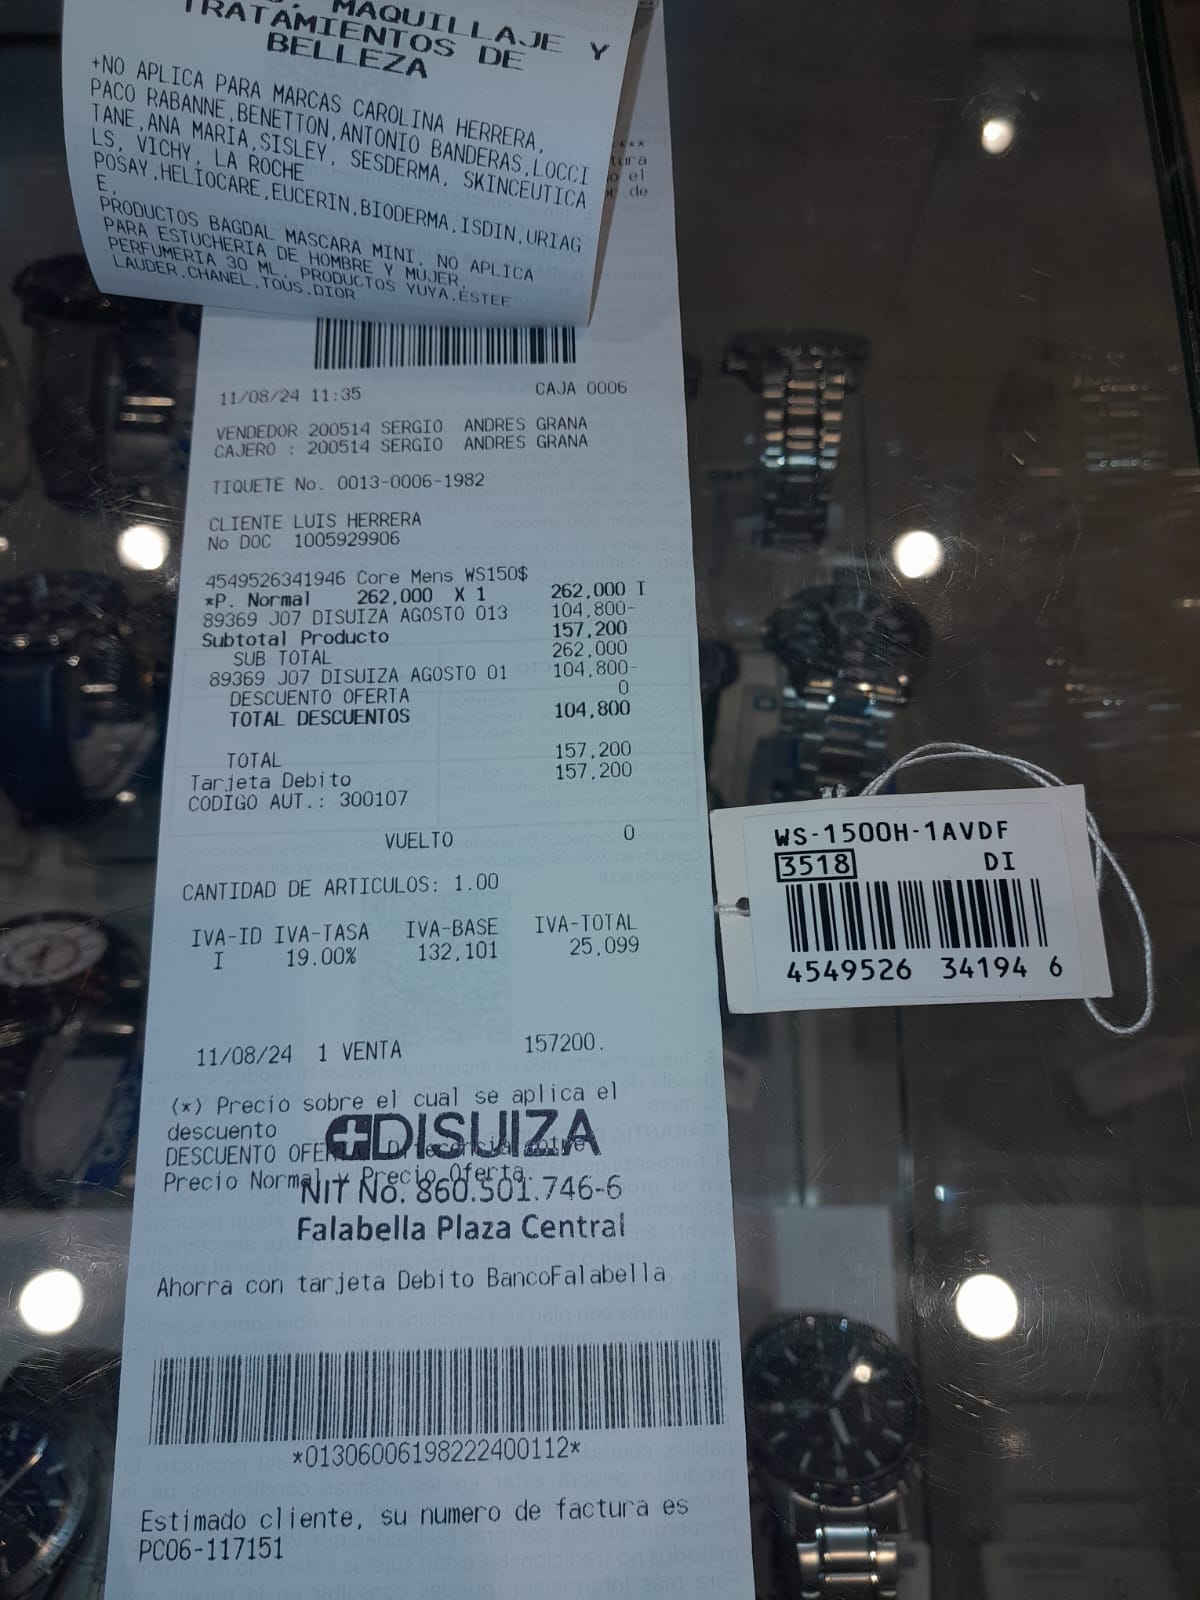 MAQUILLAJE Y
TRATAMIENTOS DE
BELLEZA
+NO APLICA PARA MARCAS CAROLINA HERRERA,
PACO RABANNE,BENETTON,ANTONIO BANDERAS,LOCCI
TANE,ANA MARIA,SISLEY, SESDERMA, SKINCEUTICA
LS, VICHY, LA ROCHE
POSAY,HELIOCARE,EUCERIN,BIODERMA,ISDIN,URIAG
E,
PRODUCTOS BAGDAL MASCARA MINI. NO APLICA
PARA ESTUCHERIA DE HOMBRE Y MUJER,
PERFUMERIA 30 ML. PRODUCTOS YUYA,ESTEE
LAUDER,CHANEL,TOUS,DIOR
11/08/24 11:35 CAJA 0006
VENDEDOR 200514 SERGIO ANDRES GRANA
CAJERO : 200514 SERGIO ANDRES GRANA
TIQUETE No. 0013-0006-1982
CLIENTE LUIS HERRERA
No DOC 1005929906
4549526341946 Core Mens WS150$
*P. Normal 262,000 X 1 262,000 I
89369 J07 DISUIZA AGOSTO 013 104,800-
Subtotal Producto 157,200
SUB TOTAL 262,000
89369 J07 DISUIZA AGOSTO 01 104,800-
DESCUENTO OFERTA 0
TOTAL DESCUENTOS 104,800
TOTAL 157,200
Tarjeta Debito 157,200
CODIGO AUT.: 300107
VUELTO 0
CANTIDAD DE ARTICULOS: 1.00
IVA-ID IVA-TASA IVA-BASE IVA-TOTAL
I 19.00% 132,101 25,099
11/08/24 1 VENTA 157200.
(*) Precio sobre el cual se aplica el
descuento
DISUIZA
DESCUENTO OFE
Precio Normal y Precio Oferta.
NIT No. 860.501.746-6
Falabella Plaza Central
Ahorra con tarjeta Debito BancoFalabella
*01306006198222400112*
Estimado cliente, su numero de factura es
PC06-117151
WS-1500H-1AVDF
3518 DI
4549526 34194 6